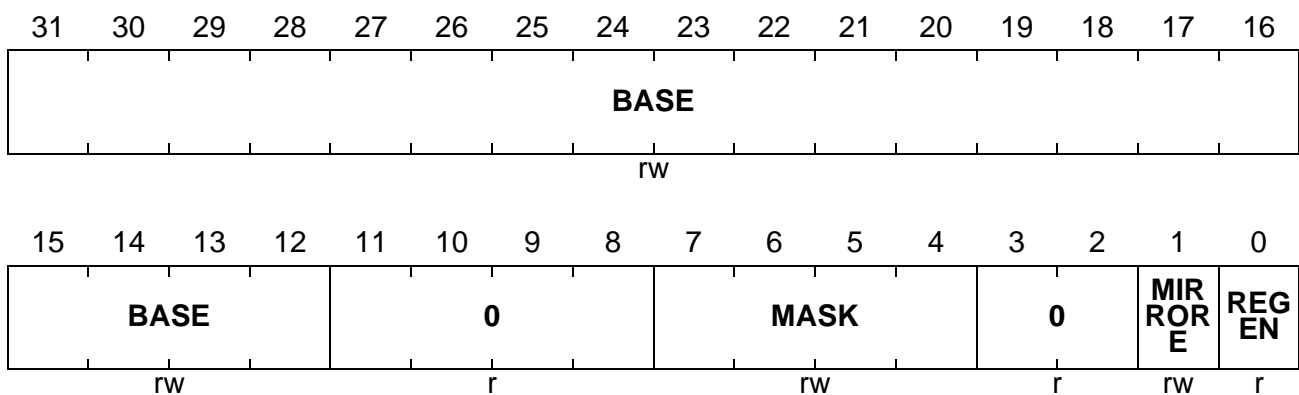 31 30 29 28 27 26 25 24 23 22 21 20 19 18 17 16
BASE
rw
15 14 13 12 11 10 9 8 7 6 5 4 3 2 1 0
BASE 0 MASK 0 MIR ROR E REG EN
rw r rw r rw r